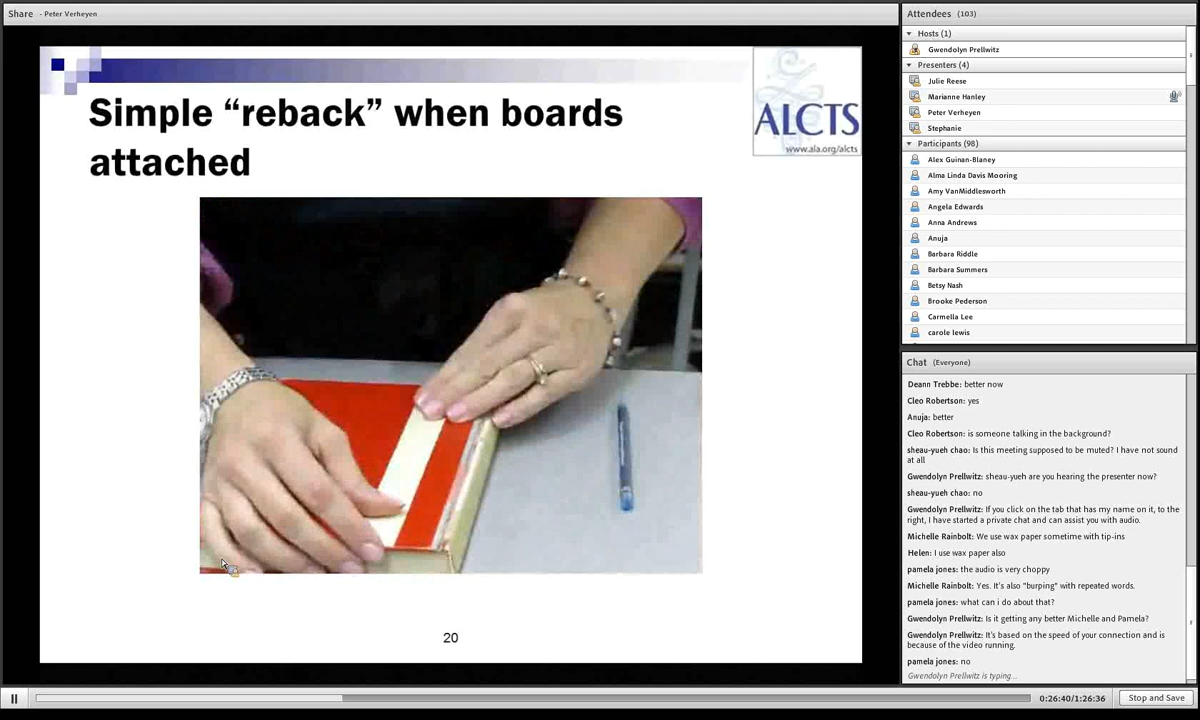 Share - Peter Verheyen
Simple “reback” when boards
attached
ALCTS
www.ala.org/alcts
20
Attendees (103)
Hosts (1)
Gwendolyn Prellwitz
Presenters (4)
Julie Reese
Marianne Hanley
Peter Verheyen
Stephanie
Participants (98)
Alex Guinan-Blaney
Alma Linda Davis Mooring
Amy VanMiddlesworth
Angela Edwards
Anna Andrews
Anuja
Barbara Riddle
Barbara Summers
Betsy Nash
Brooke Pederson
Carmella Lee
carole lewis
Chat (Everyone)
Deann Trebbe: better now
Cleo Robertson: yes
Anuja: better
Cleo Robertson: is someone talking in the background?
sheau-yueh chao: Is this meeting supposed to be muted? I have not sound
at all
Gwendolyn Prellwitz: sheau-yueh are you hearing the presenter now?
sheau-yueh chao: no
Gwendolyn Prellwitz: If you click on the tab that has my name on it, to the
right, I have started a private chat and can assist you with audio.
Michelle Rainbolt: We use wax paper sometime with tip-ins
Helen: I use wax paper also
pamela jones: the audio is very choppy
Michelle Rainbolt: Yes. It's also "burping" with repeated words.
pamela jones: what can i do about that?
Gwendolyn Prellwitz: Is it getting any better Michelle and Pamela?
Gwendolyn Prellwitz: It's based on the speed of your connection and is
because of the video running.
pamela jones: no
Gwendolyn Prellwitz is typing...
0:26:40/1:26:36
Stop and Save